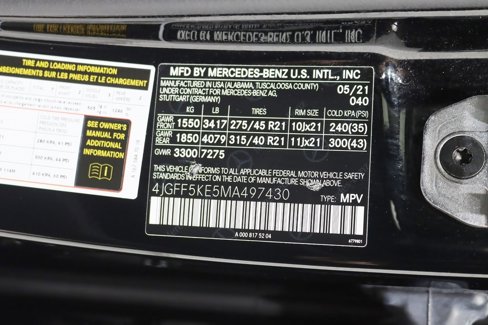 TIRE AND LOADING INFORMATION
ENSEIGNEMENTS SUR LES PNEUS ET LE CHARGEMENT
SEE OWNER'S
MANUAL FOR
ADDITIONAL
INFORMATION
MFD BY MERCEDES-BENZ U.S. INTL., INC
MANUFACTURED IN USA (ALABAMA, TUSCALOOSA COUNTY) 05/21
UNDER CONTRACT FOR MERCEDES-BENZ AG, 040
STUTTGART (GERMANY)
KG LB TIRES RIM SIZE COLD KPA (PSI)
GAWR FRONT 1550 3417 275/45 R21 10Jx21 240(35)
GAWR REAR 1850 4079 315/40 R21 11Jx21 300(43)
GVWR 3300 7275
THIS VEHICLE CONFORMS TO ALL APPLICABLE FEDERAL MOTOR VEHICLE SAFETY
STANDARDS IN EFFECT ON THE DATE OF MANUFACTURE SHOWN ABOVE.
4JGFF5KE5MA497430
TYPE: MPV
A 000 817 52 04